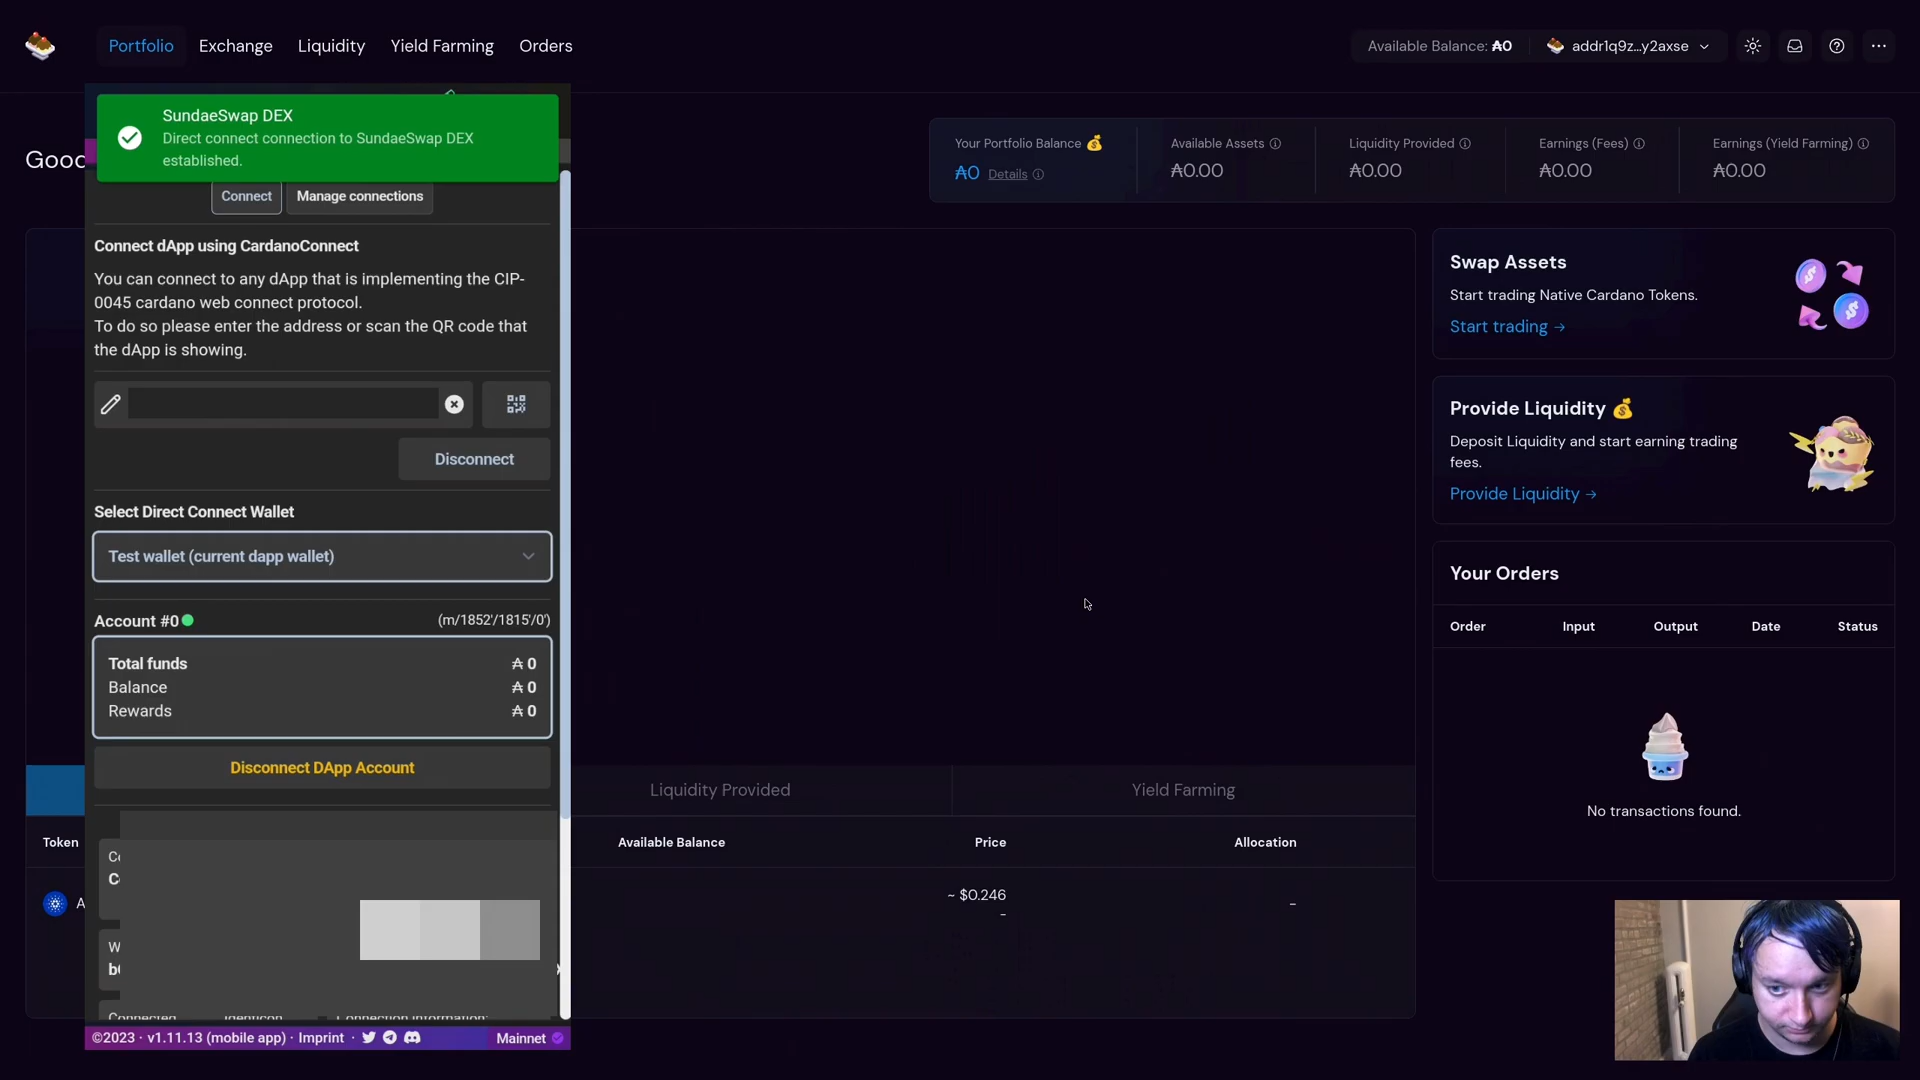 Portfolio
Exchange
Liquidity
Yield Farming
Orders
Available Balance: ₳0
addr1q9z...y2axse
SundaeSwap DEX
Direct connect connection to SundaeSwap DEX
established.
Connect
Manage connections
Connect dApp using CardanoConnect
You can connect to any dApp that is implementing the CIP-
0045 cardano web connect protocol.
To do so please enter the address or scan the QR code that
the dApp is showing.
Disconnect
Select Direct Connect Wallet
Test wallet (current dapp wallet)
Account #0
(m/1852'/1815'/0')
Total funds ₳ 0
Balance ₳ 0
Rewards ₳ 0
Disconnect DApp Account
©2023 · v1.11.13 (mobile app) · Imprint ·
Mainnet
Your Portfolio Balance
₳0 Details
Available Assets
₳0.00
Liquidity Provided
₳0.00
Earnings (Fees)
₳0.00
Earnings (Yield Farming)
₳0.00
Liquidity Provided
Yield Farming
Token
Available Balance
Price
Allocation
~ $0.246
-
-
Swap Assets
Start trading Native Cardano Tokens.
Start trading →
Provide Liquidity
Deposit Liquidity and start earning trading
fees.
Provide Liquidity →
Your Orders
Order
Input
Output
Date
Status
No transactions found.